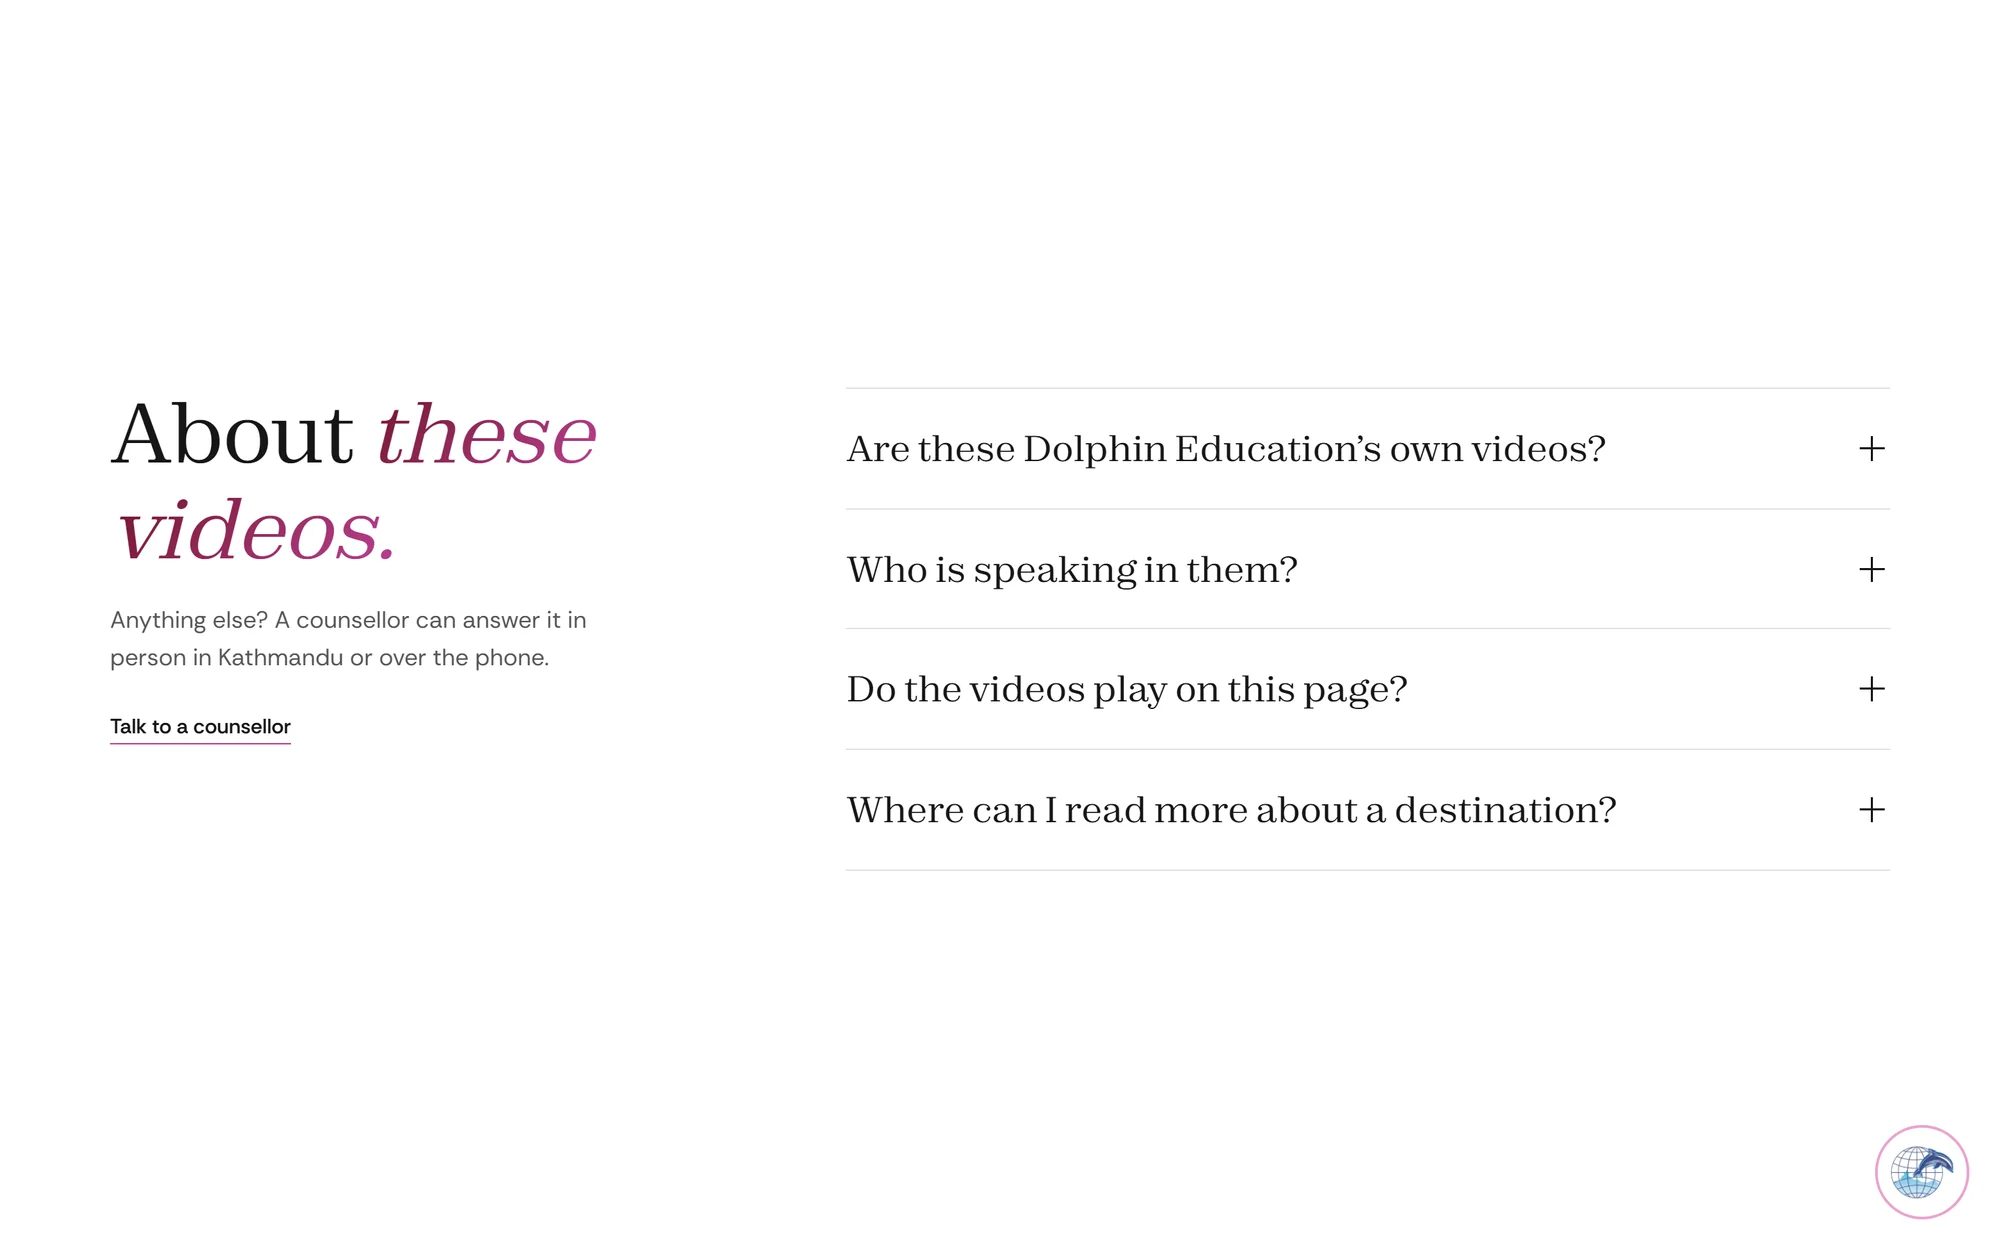 About these
videos.
Anything else? A counsellor can answer it in
person in Kathmandu or over the phone.
Talk to a counsellor
Are these Dolphin Education’s own videos?
Who is speaking in them?
Do the videos play on this page?
Where can I read more about a destination?